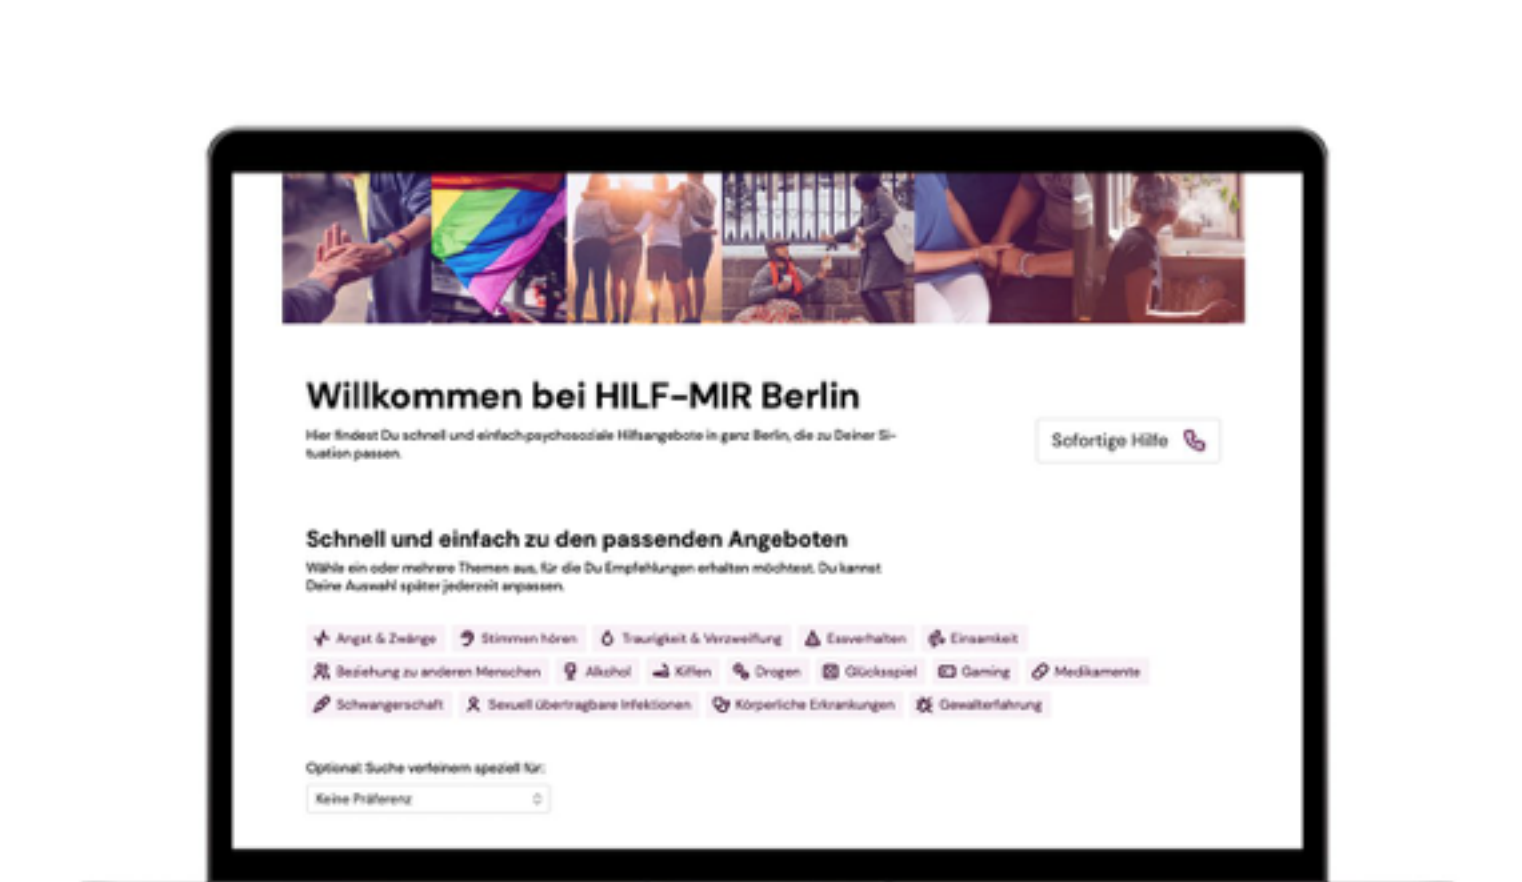 Willkommen bei HILF-MIR Berlin
Hier findest Du schnell und einfach psychosoziale Hilfsangebote in ganz Berlin, die zu Deiner Si-
tuation passen.
Sofortige Hilfe
Schnell und einfach zu den passenden Angeboten
Wähle ein oder mehrere Themen aus, für die Du Empfehlungen erhalten möchtest. Du kannst
Deine Auswahl später jederzeit anpassen.
Angst & Zwänge Stimmen hören Traurigkeit & Verzweiflung Essverhalten Einsamkeit
Beziehung zu anderen Menschen Alkohol Kiffen Drogen Glücksspiel Gaming Medikamente
Schwangerschaft Sexuell übertragbare Infektionen Körperliche Erkrankungen Gewalterfahrung
Optional: Suche verfeinern speziell für:
Keine Präferenz